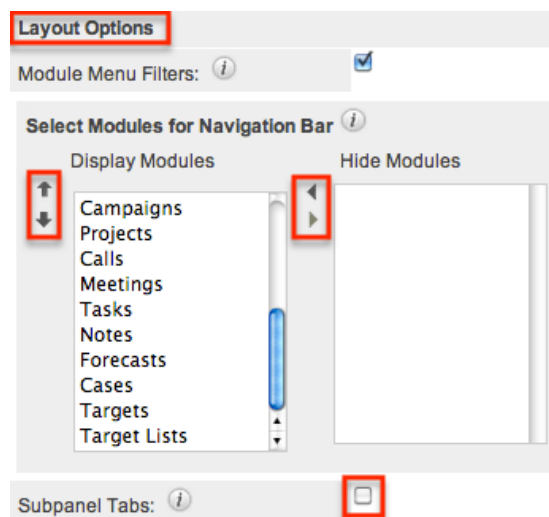 Layout Options
Module Menu Filters: i
Select Modules for Navigation Bar i
Display Modules
Hide Modules
Campaigns
Projects
Calls
Meetings
Tasks
Notes
Forecasts
Cases
Targets
Target Lists
Subpanel Tabs: i